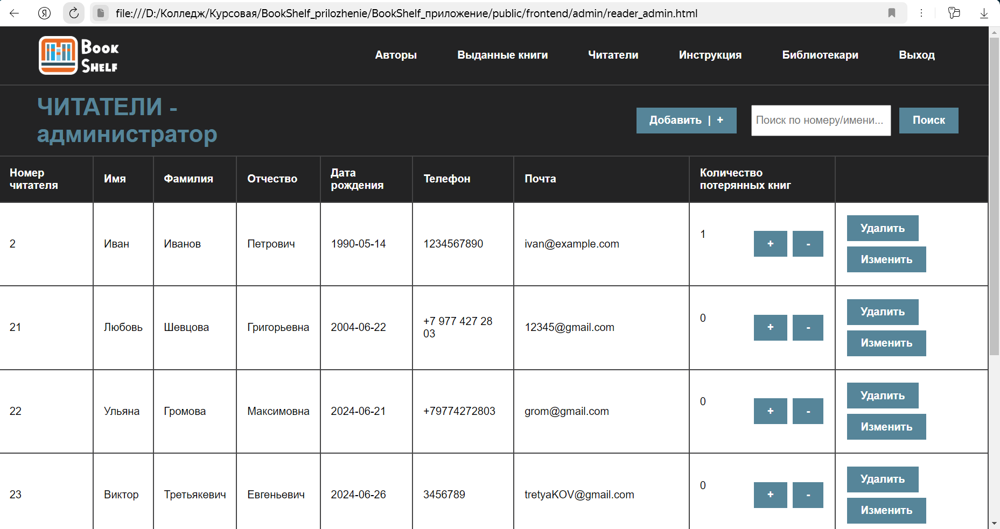 Я
file:///D:/Колледж/Курсовая/BookShelf_prilozhenie/BookShelf_приложение/public/frontend/admin/reader_admin.html
Book
Shelf
Авторы
Выданные книги
Читатели
Инструкция
Библиотекари
Выход
ЧИТАТЕЛИ -
администратор
Добавить | +
Поиск по номеру/имени...
Поиск
Номер
читателя
Имя
Фамилия
Отчество
Дата
рождения
Телефон
Почта
Количество
потерянных книг
2
Иван
Иванов
Петрович
1990-05-14
1234567890
ivan@example.com
1
+
-
Удалить
Изменить
21
Любовь
Шевцова
Григорьевна
2004-06-22
+7 977 427 28
03
12345@gmail.com
0
+
-
Удалить
Изменить
22
Ульяна
Громова
Максимовна
2024-06-21
+79774272803
grom@gmail.com
0
+
-
Удалить
Изменить
23
Виктор
Третьякевич
Евгеньевич
2024-06-26
3456789
tretyaKOV@gmail.com
0
+
-
Удалить
Изменить